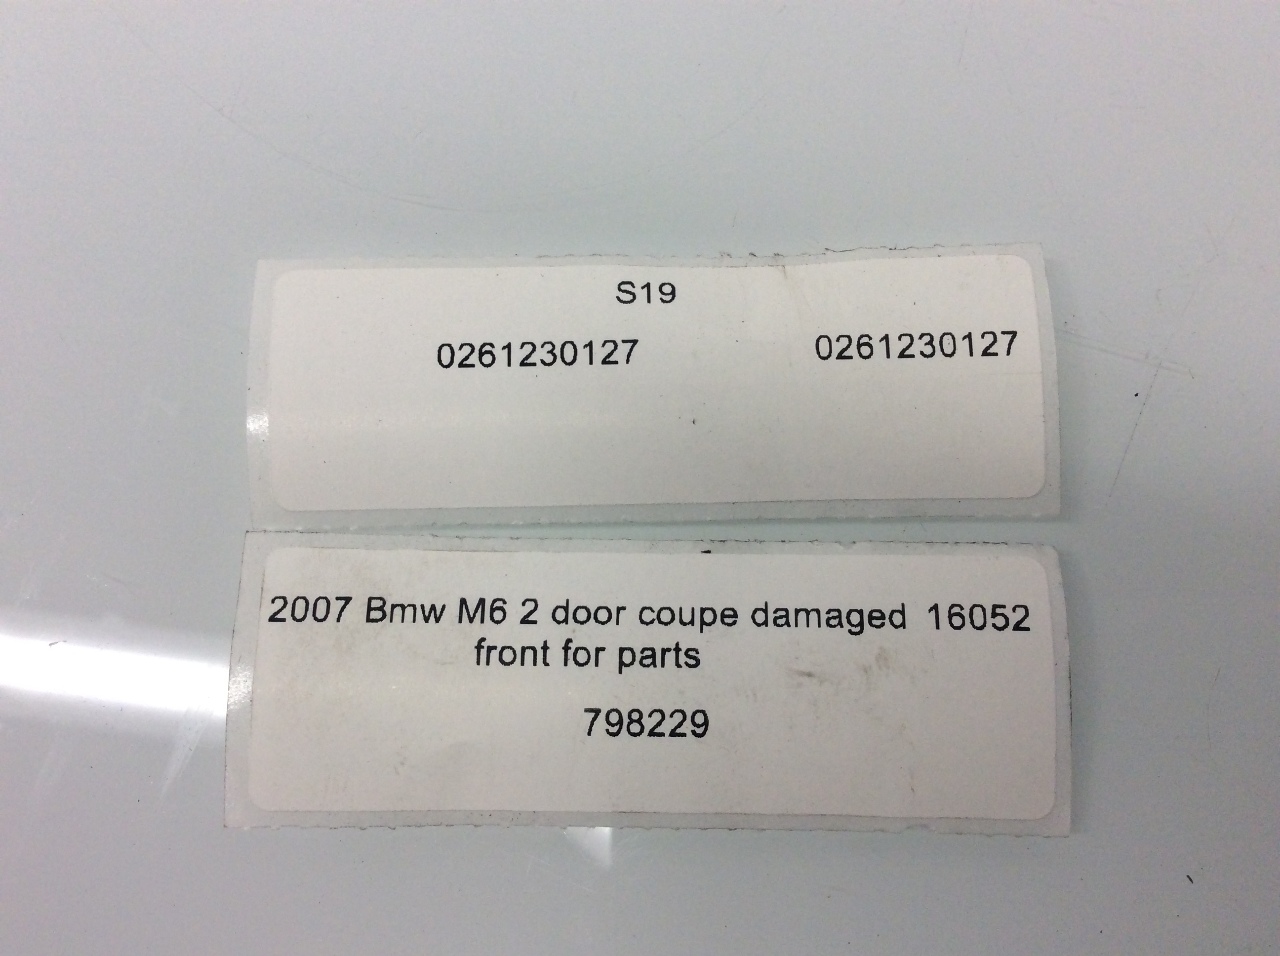 S19
0261230127 0261230127
2007 Bmw M6 2 door coupe damaged 16052
front for parts
798229